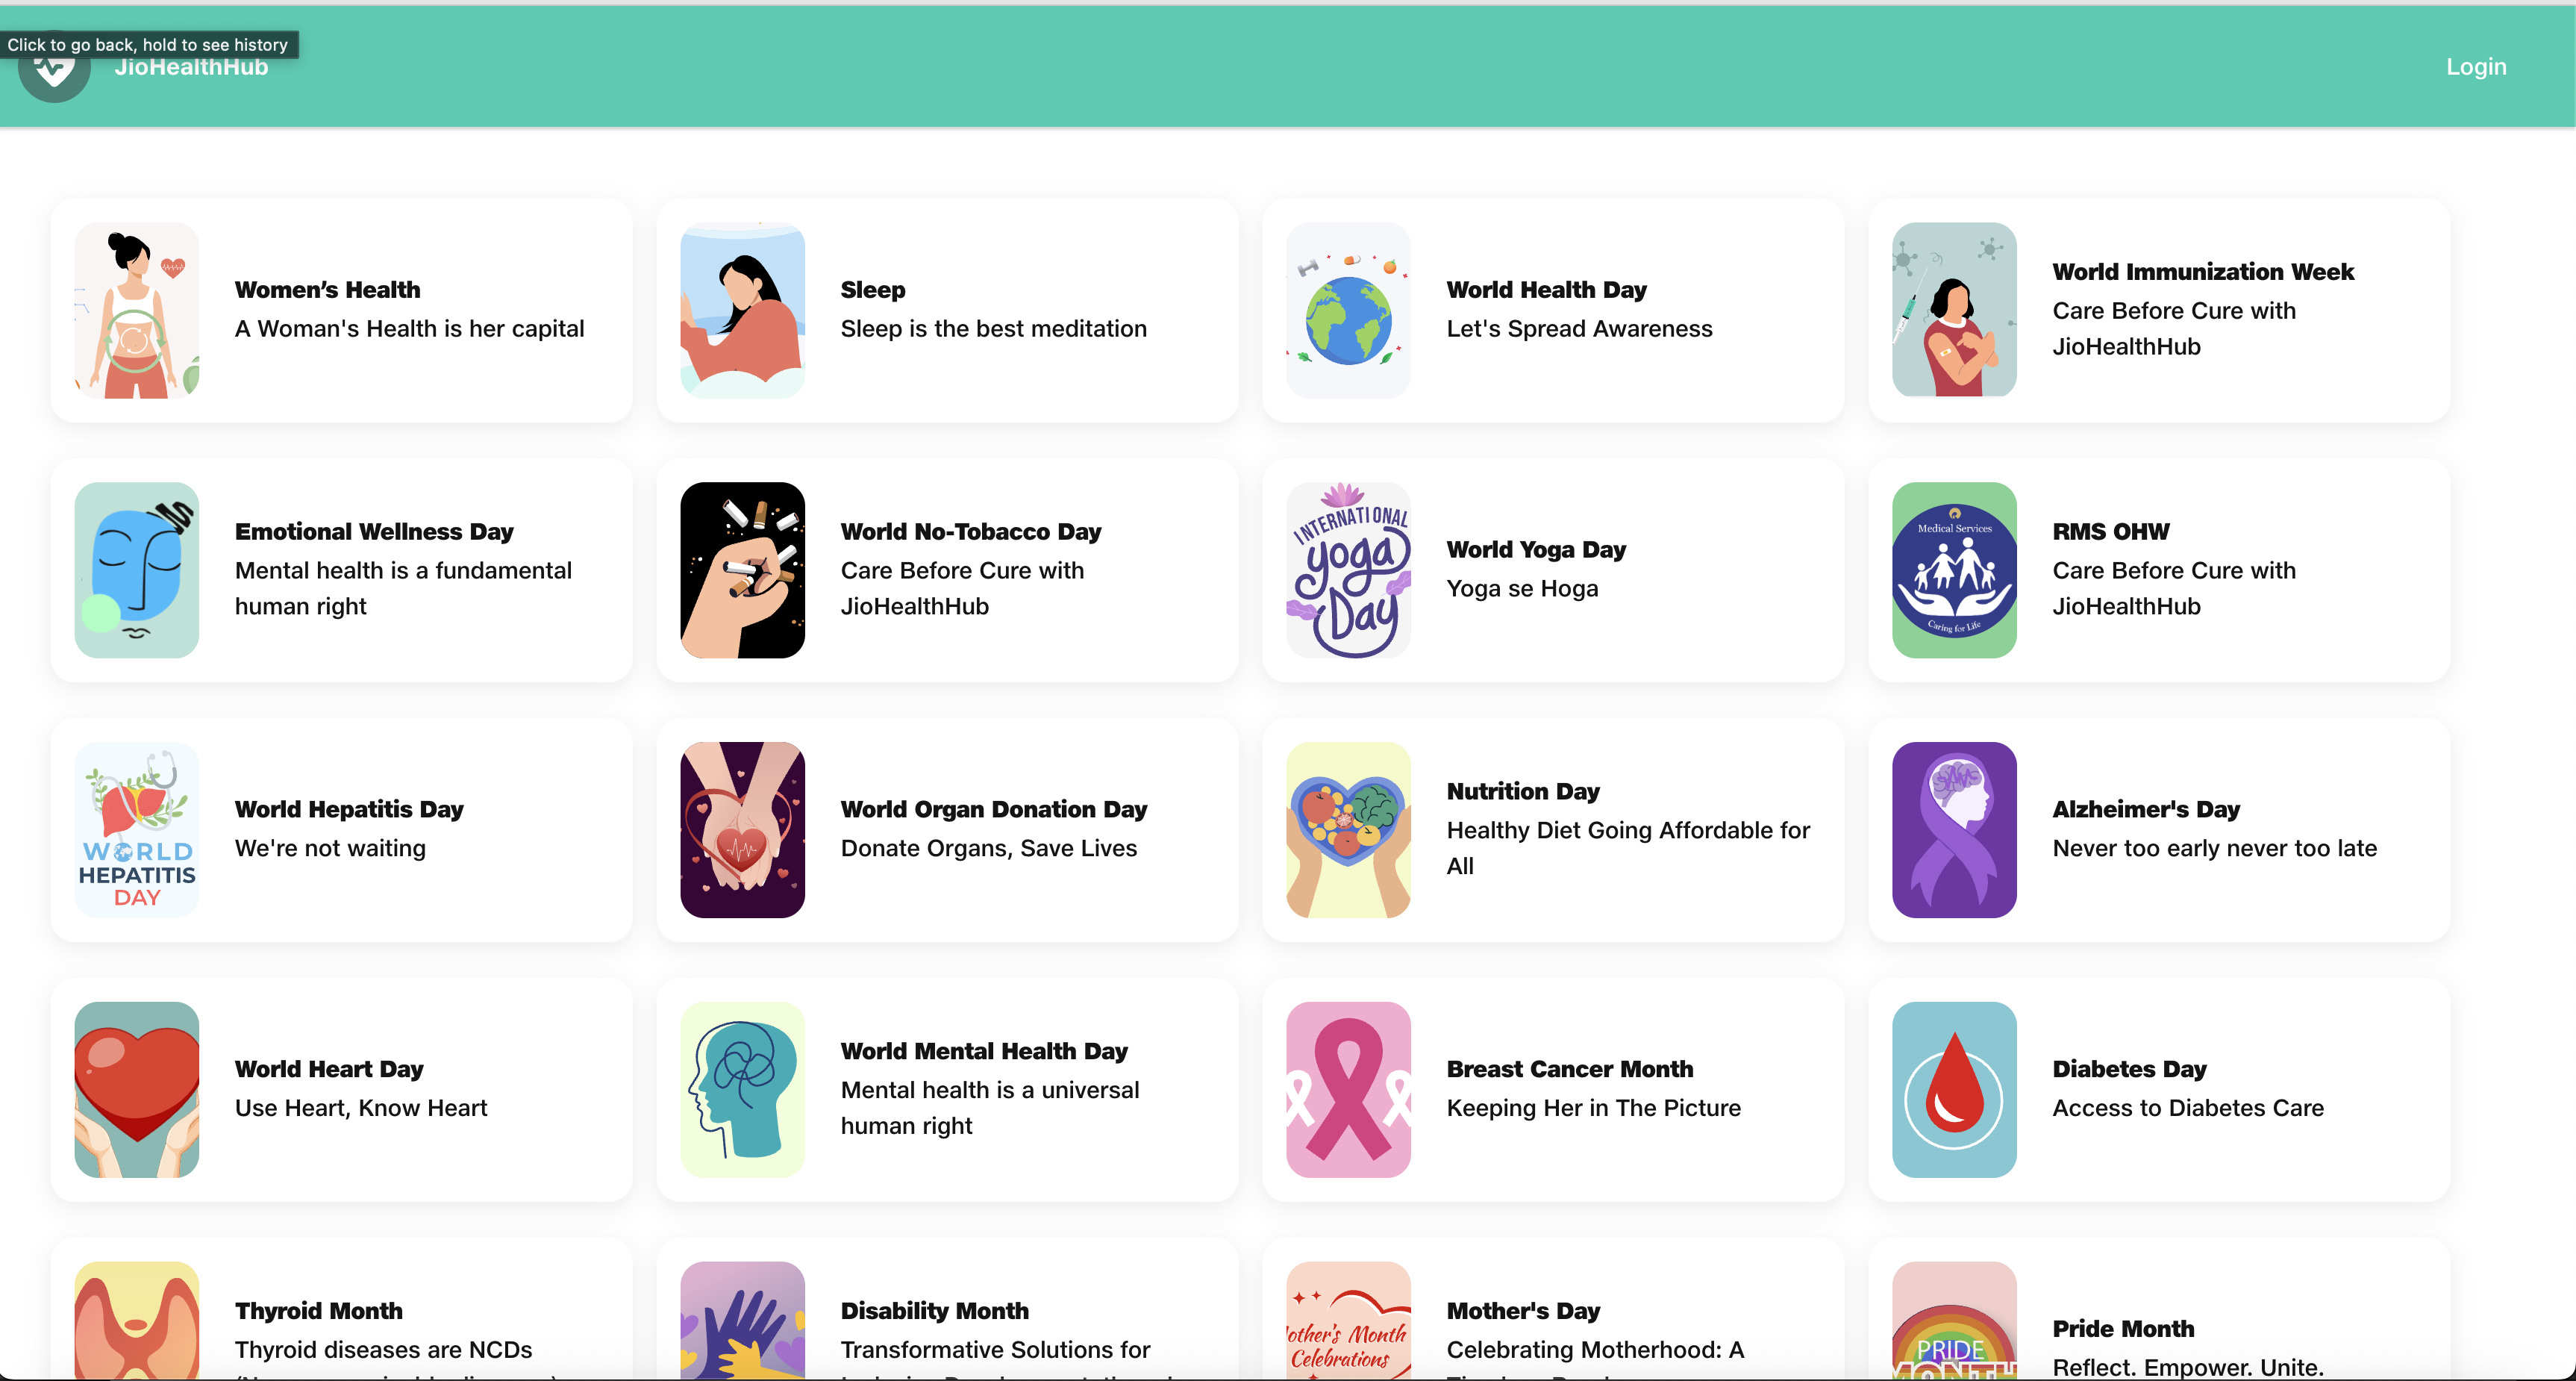 Click to go back, hold to see history
JioHealthHub
Login
Women’s Health
A Woman's Health is her capital
Sleep
Sleep is the best meditation
World Health Day
Let's Spread Awareness
World Immunization Week
Care Before Cure with
JioHealthHub
Emotional Wellness Day
Mental health is a fundamental
human right
World No-Tobacco Day
Care Before Cure with
JioHealthHub
INTERNATIONAL
yoga
Day
World Yoga Day
Yoga se Hoga
Medical Services
Caring for Life
RMS OHW
Care Before Cure with
JioHealthHub
WORLD
HEPATITIS
DAY
World Hepatitis Day
We're not waiting
World Organ Donation Day
Donate Organs, Save Lives
Nutrition Day
Healthy Diet Going Affordable for
All
Alzheimer's Day
Never too early never too late
World Heart Day
Use Heart, Know Heart
World Mental Health Day
Mental health is a universal
human right
Breast Cancer Month
Keeping Her in The Picture
Diabetes Day
Access to Diabetes Care
Thyroid Month
Thyroid diseases are NCDs
Disability Month
Transformative Solutions for
other's Month
Celebrations
Mother's Day
Celebrating Motherhood: A
PRIDE
MONTH
Pride Month
Reflect. Empower. Unite.